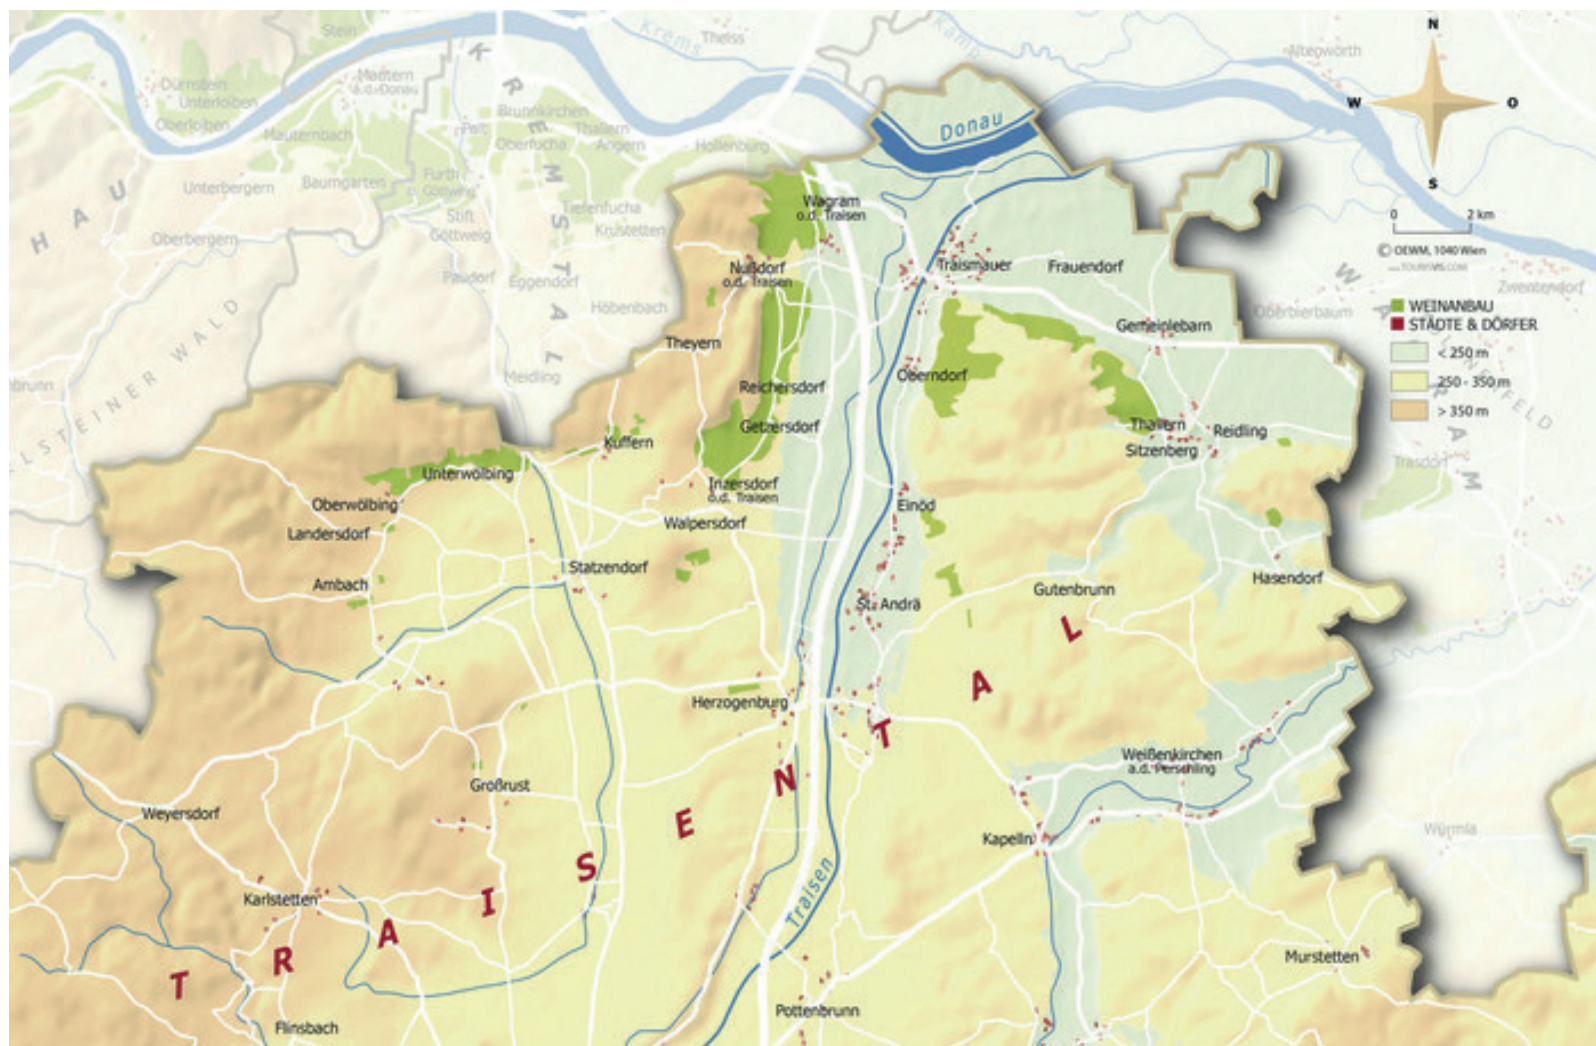 Stein
Krems
Theiss
Kamp
Altenwörth
N
W
O
S
Dürnstein
Unterloiben
Oberloiben
Mautern
a.d. Donau
Mauternbach
Brunnkirchen
Palt
Oberfucha
Thallern
Angern
Hollenburg
Donau
Unterbergern
Baumgarten
Furth
b. Göttweig
Stift
Göttweig
Tiefenfucha
Krustetten
KREMSTAL
Oberbergern
Paudorf
Eggendorf
Höbenbach
Meidling
Wagram
o.d. Traisen
Nußdorf
o.d. Traisen
Traismauer
Frauendorf
Gemeinlebarn
0 2 km
© OEWM, 1040 Wien
WEINANBAU
STÄDTE & DÖRFER
< 250 m
250 - 350 m
> 350 m
Oberbierbaum
Zwentendorf
WAGRAM
Trasdorf
Theyern
Reichersdorf
Getzersdorf
Oberndorf
Thallern
Sitzenberg
Reidling
Kuffern
Unterwölbing
Oberwölbing
Landersdorf
Ambach
Inzersdorf
o.d. Traisen
Walpersdorf
Statzendorf
Einöd
St. Andrä
Gutenbrunn
Hasendorf
Herzogenburg
Weißenkirchen
a.d. Perschling
Großrust
Weyersdorf
Kapelln
Würmla
Karlstetten
Traisen
Murstetten
Flinsbach
Pottenbrunn
TRAISENTAL